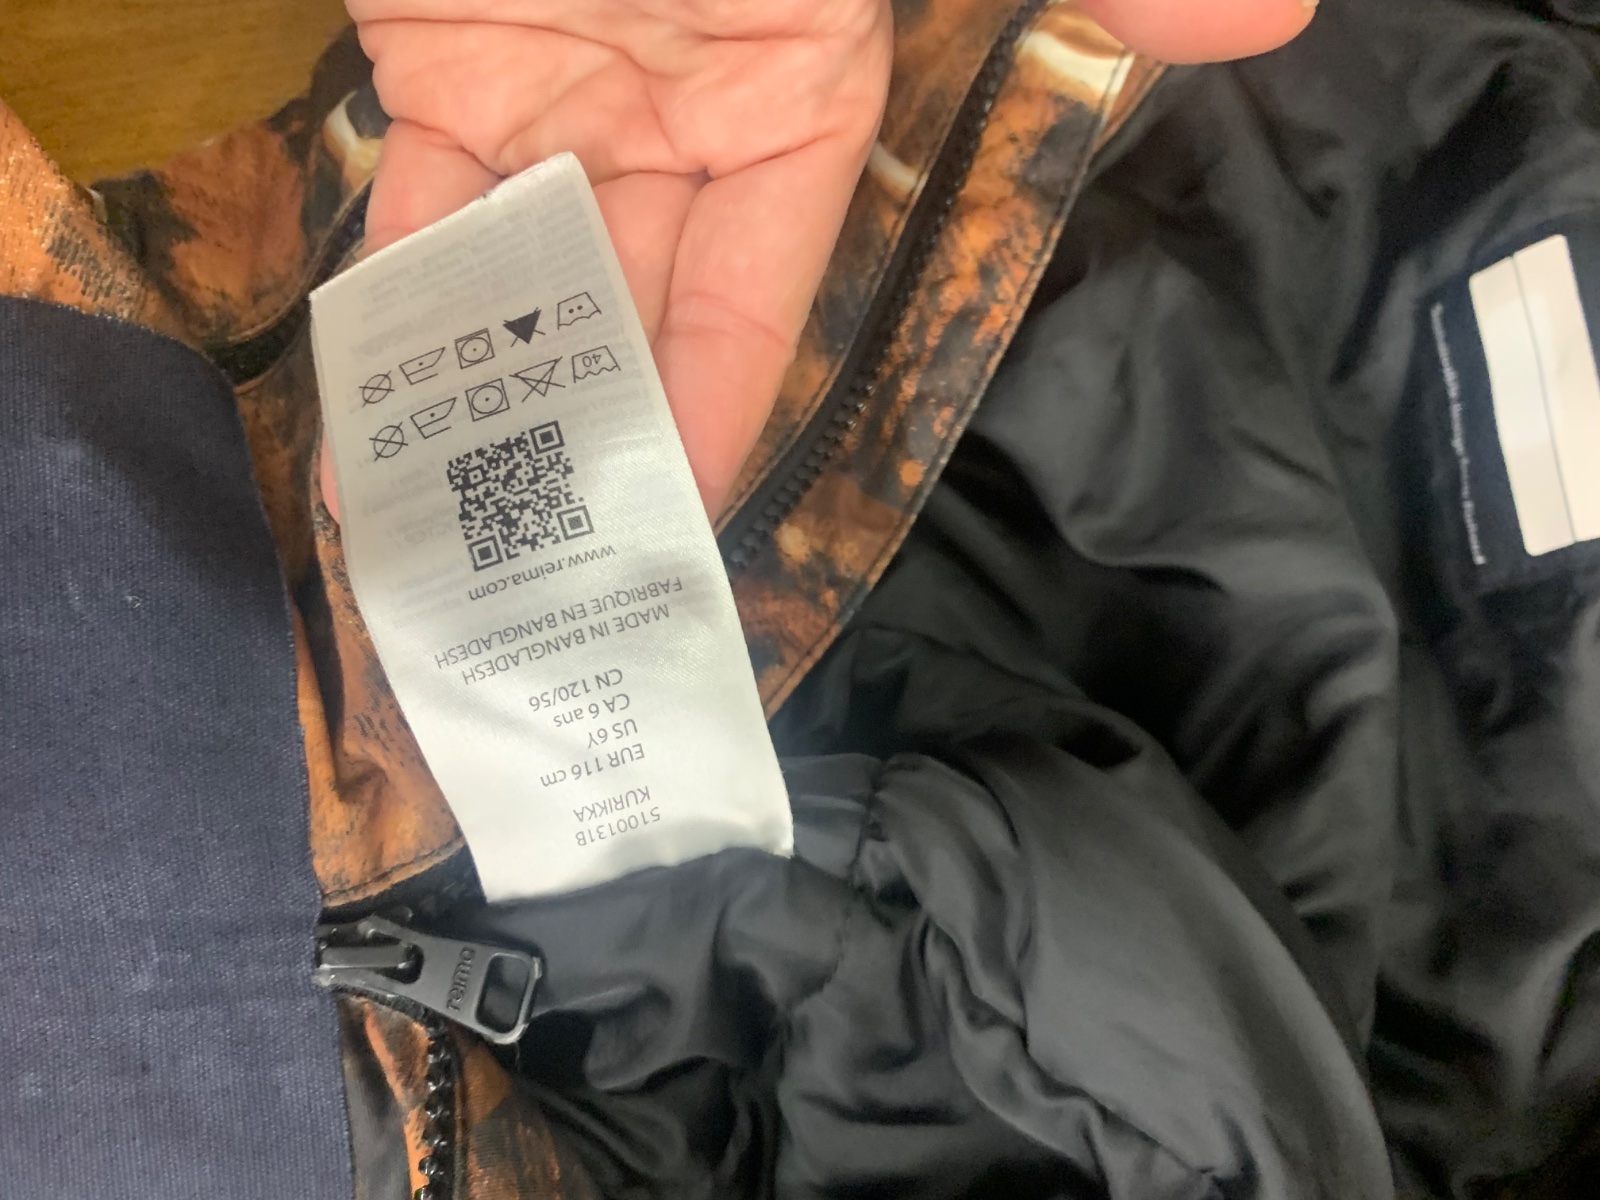 5100131B
KURIKKA
EUR 116 cm
US 6Y
CA 6 ans
CN 120/56
MADE IN BANGLADESH
FABRIQUE EN BANGLADESH
www.reima.com
40
reima